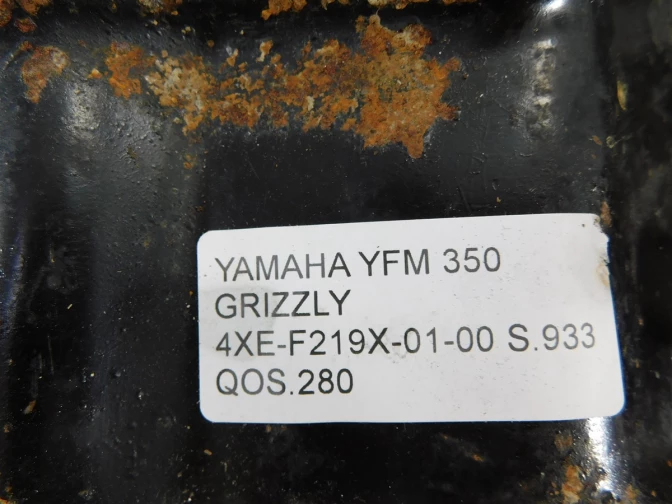 YAMAHA YFM 350
GRIZZLY
4XE-F219X-01-00 S.933
QOS.280